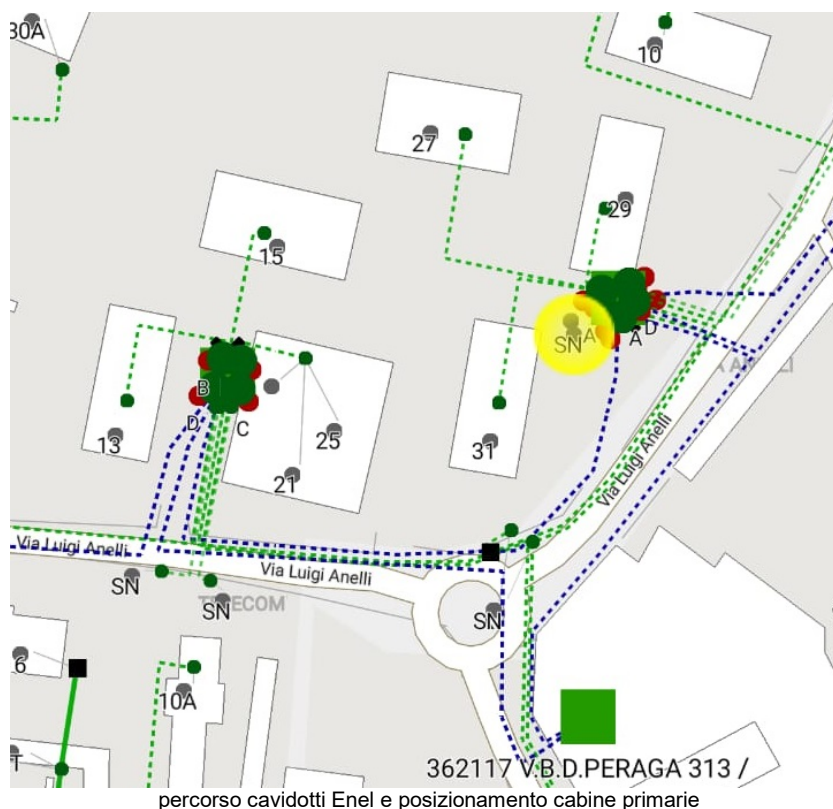 30A
10
27
29
15
D
SN
A
A
A ANELLI
B
D
C
13
25
21
31
Via Luigi Anelli
Via Luigi Anelli
Via Luigi Anelli
SN
SN
SN
6
10A
T
362117 V.B.D.PERAGA 313 /
percorso cavidotti Enel e posizionamento cabine primarie